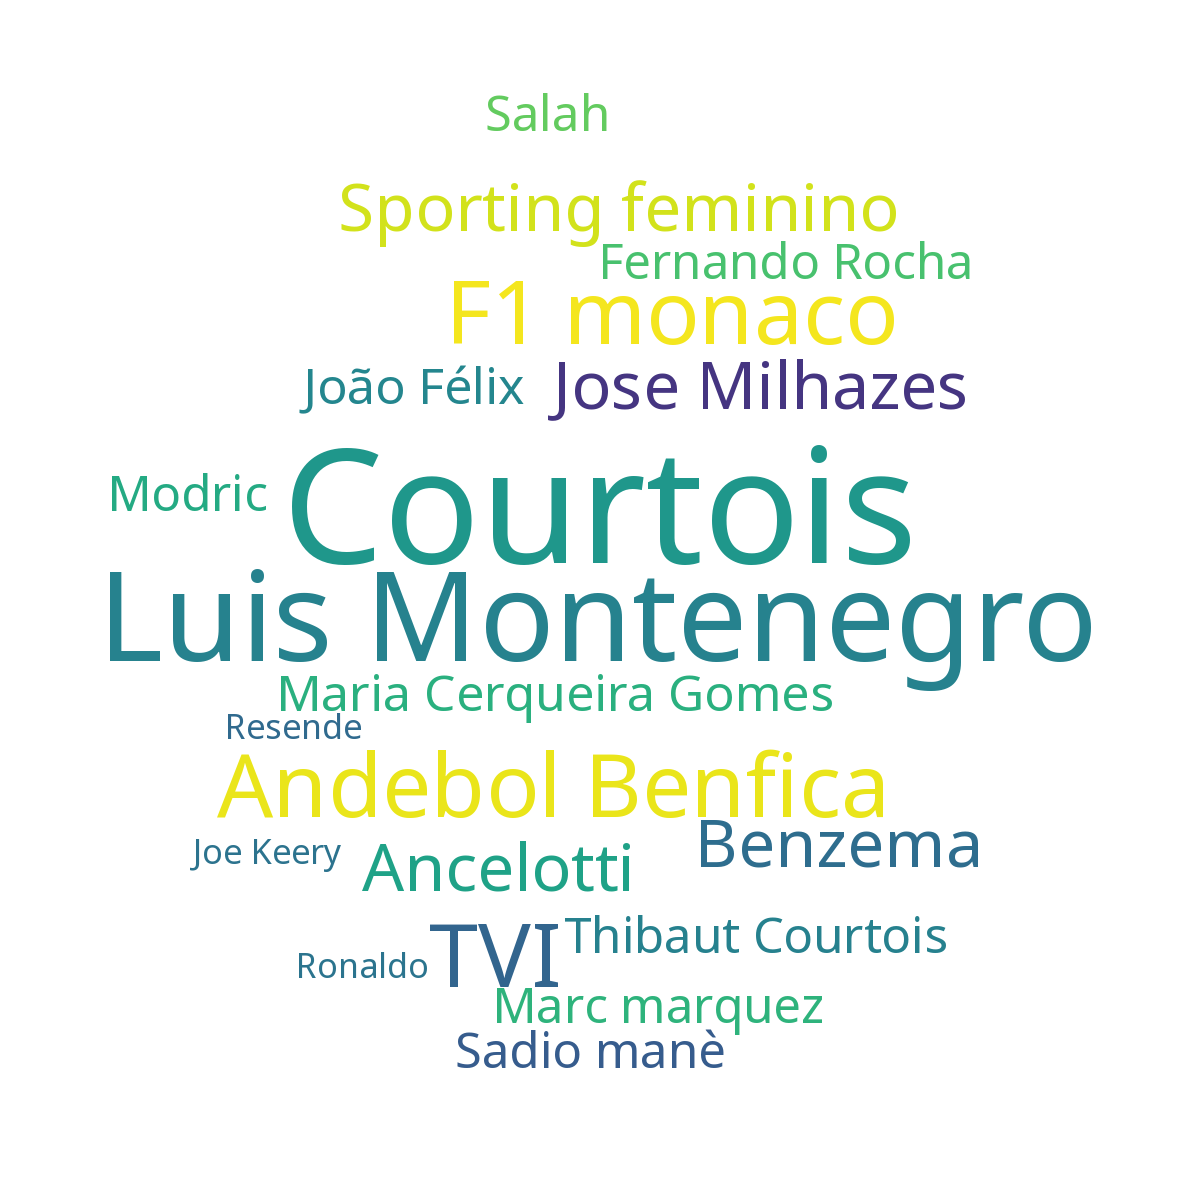 Salah
Sporting feminino
Fernando Rocha
F1 monaco
João Félix
Jose Milhazes
Modric
Courtois
Luis Montenegro
Maria Cerqueira Gomes
Resende
Andebol Benfica
Benzema
Joe Keery
Ancelotti
Thibaut Courtois
TVI
Ronaldo
Marc marquez
Sadio manè